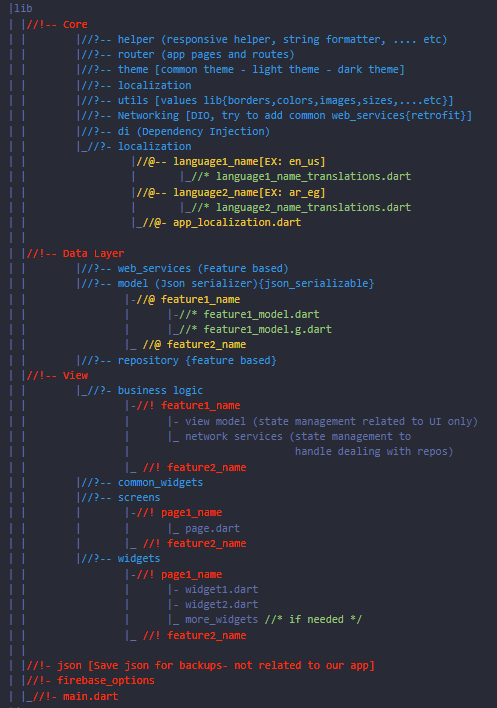 |lib
| |//!-- Core
| |        |//?-- helper (responsive helper, string formatter, .... etc)
| |        |//?-- router (app pages and routes)
| |        |//?-- theme [common theme - light theme - dark theme]
| |        |//?-- localization
| |        |//?-- utils [values lib{borders,colors,images,sizes,....etc}]
| |        |//?-- Networking [DIO, try to add common web_services{retrofit}]
| |        |//?-- di (Dependency Injection)
| |        |_//?- localization
| |                 |//@-- language1_name[EX: en_us]
| |                 |       |_//* language1_name_translations.dart
| |                 |//@-- language2_name[EX: ar_eg]
| |                 |       |_//* language2_name_translations.dart
| |                 |_//@- app_localization.dart
| |
| |//!-- Data Layer
| |        |//?-- web_services (Feature based)
| |        |//?-- model (Json serializer){json_serializable}
| |                |-//@ feature1_name
| |                |      |-//* feature1_model.dart
| |                |      |_//* feature1_model.g.dart
| |                |_ //@ feature2_name
| |        |//?-- repository {feature based}
| |//!-- View
| |        |_//?- business logic
| |                |-//! feature1_name
| |                |      |- view model (state management related to UI only)
| |                |      |_ network services (state management to
| |                |                           handle dealing with repos)
| |                |_ //! feature2_name
| |        |//?-- common_widgets
| |        |//?-- screens
| |        |       |-//! page1_name
| |        |       |      |_ page.dart
| |        |       |_ //! feature2_name
| |        |//?-- widgets
| |                |-//! page1_name
| |                |      |- widget1.dart
| |                |      |- widget2.dart
| |                |      |_ more_widgets //* if needed */
| |                |_ //! feature2_name
| |
| |//!- json [Save json for backups- not related to our app]
| |//!- firebase_options
| |_//!- main.dart